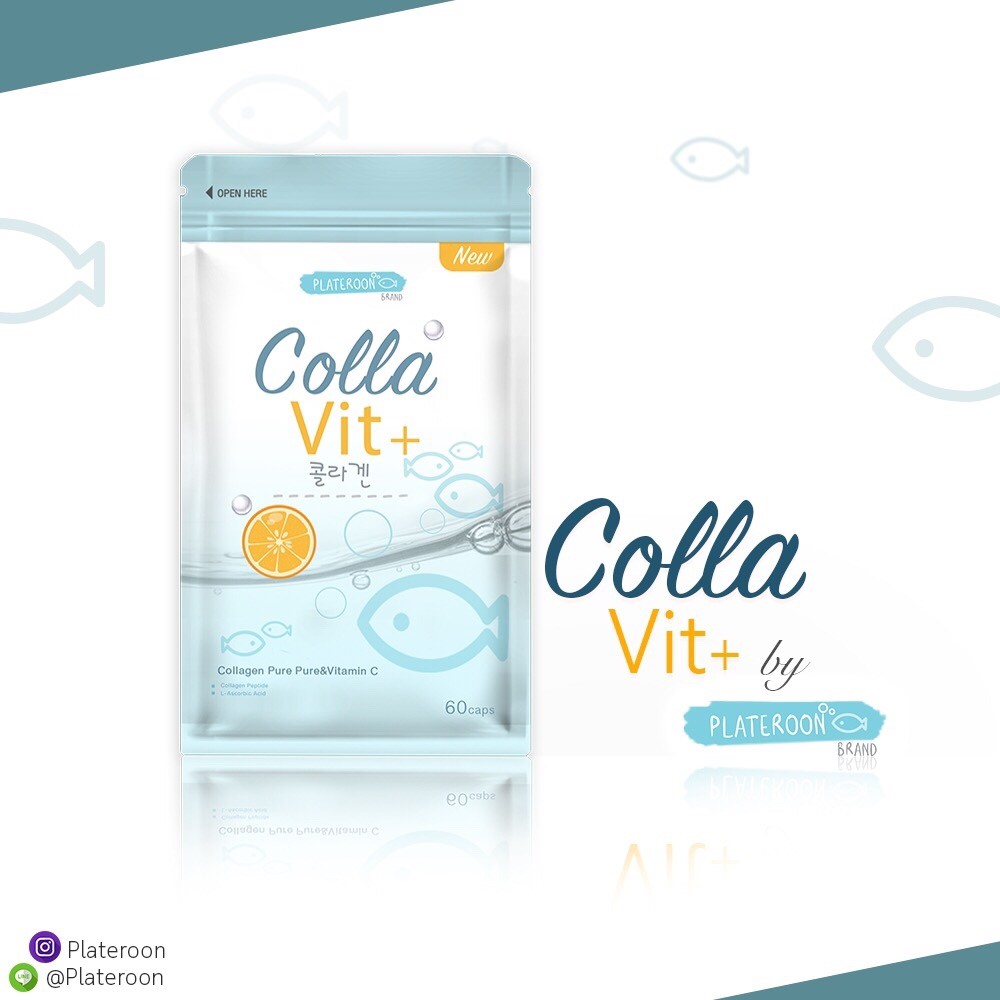 OPEN HERE
New
PLATEROON
BRAND
Colla
Vit+
콜라겐
Collagen Pure Pure&Vitamin C
Collagen Peptide
L-Ascorbic Acid
60caps
Colla
Vit+ by
PLATEROON
BRAND
Plateroon
LINE
@Plateroon